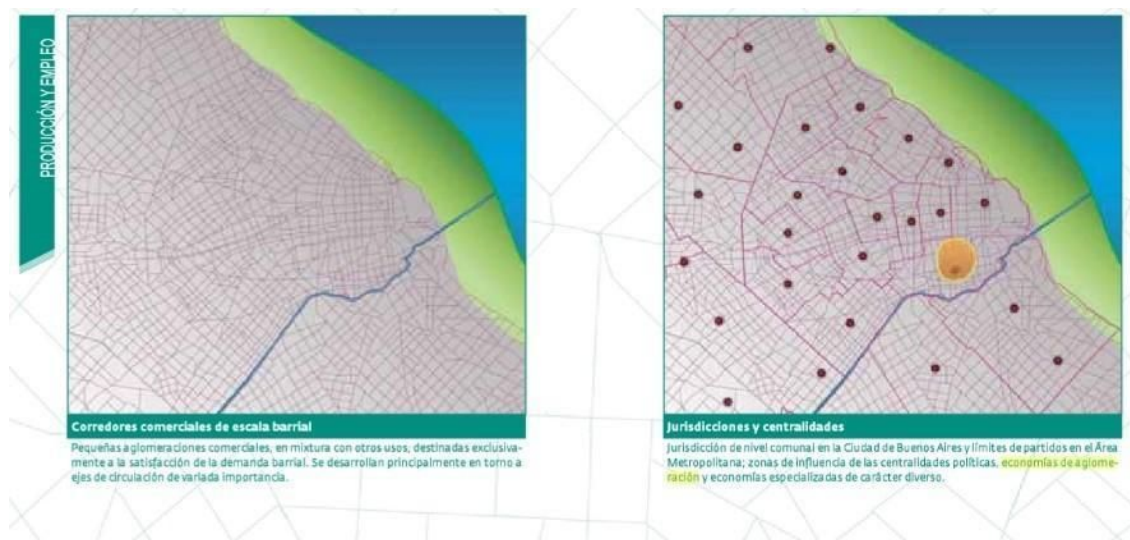 PRODUCCIÓN Y EMPLEO
Corredores comerciales de escala barrial
Pequeñas aglomeraciones comerciales, en mixtura con otros usos, destinadas exclusiva-
mente a la satisfacción de la demanda barrial. Se desarrollan principalmente en torno a
ejes de circulación de variada importancia.
Jurisdicciones y centralidades
Jurisdicción de nivel comunal en la Ciudad de Buenos Aires y límites de partidos en el Área
Metropolitana; zonas de influencia de las centralidades políticas, economías de aglome-
ración y economías especializadas de carácter diverso.